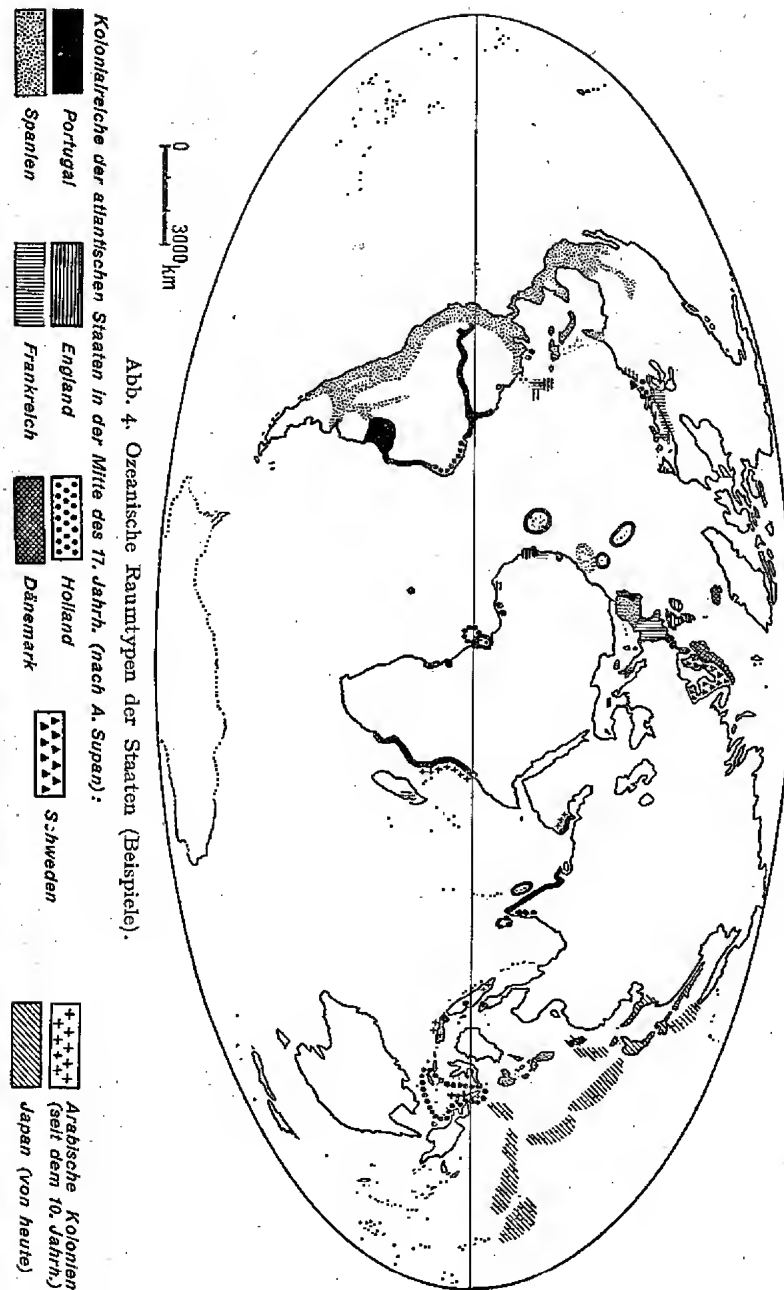 0 3000 km
Abb. 4. Ozeanische Raumtypen der Staaten (Beispiele).
Kolonialreiche der atlantischen Staaten in der Mitte des 17. Jahrh. (nach A. Supan):
Portugal
England
Holland
Schweden
Arabische Kolonien
(seit dem 10. Jahrh.)
Spanien
Frankreich
Dänemark
Japan (von heute)